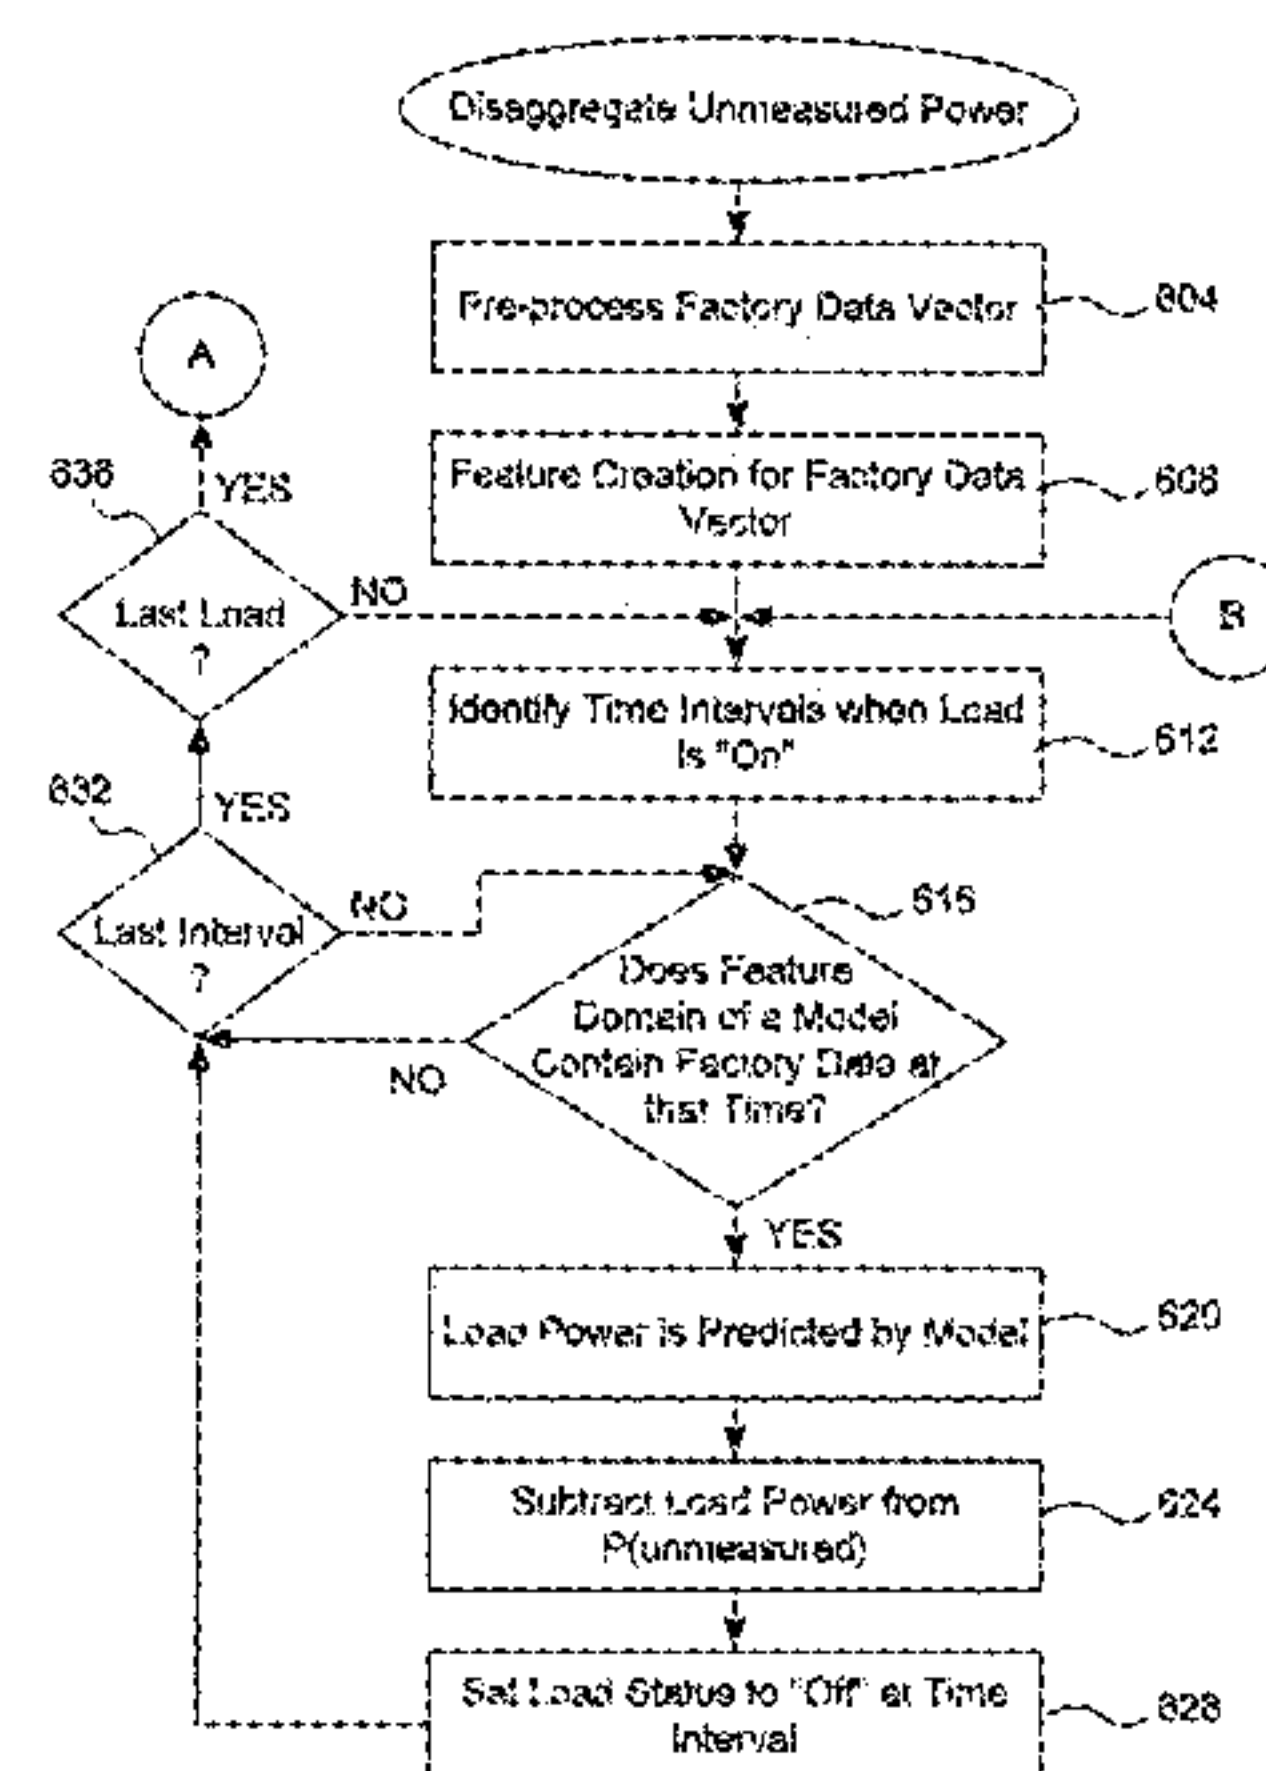 Disaggregate Unmeasured Power
Pre-process Factory Data Vector
604
A
Feature Creation for Factory Data
Vector
608
636
YES
Last Load
?
NO
B
Identify Time Intervals when Load
is "On"
612
632
YES
Last Interval
?
NO
616
Does Feature
Domain of a Model
Contain Factory Data at
that Time?
NO
YES
Load Power is Predicted by Model
620
Subtract Load Power from
P(unmeasured)
624
Set Load Status to "Off" at Time
Interval
628